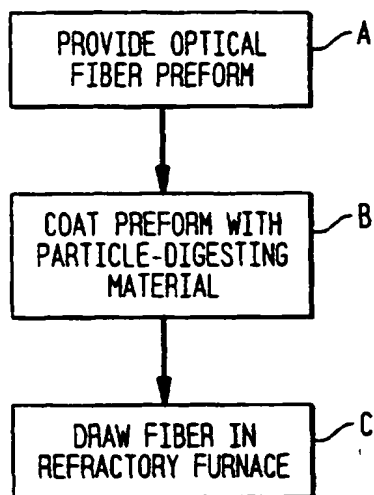 PROVIDE OPTICAL
FIBER PREFORM
A
COAT PREFORM WITH
PARTICLE-DIGESTING
MATERIAL
B
DRAW FIBER IN
REFRACTORY FURNACE
C